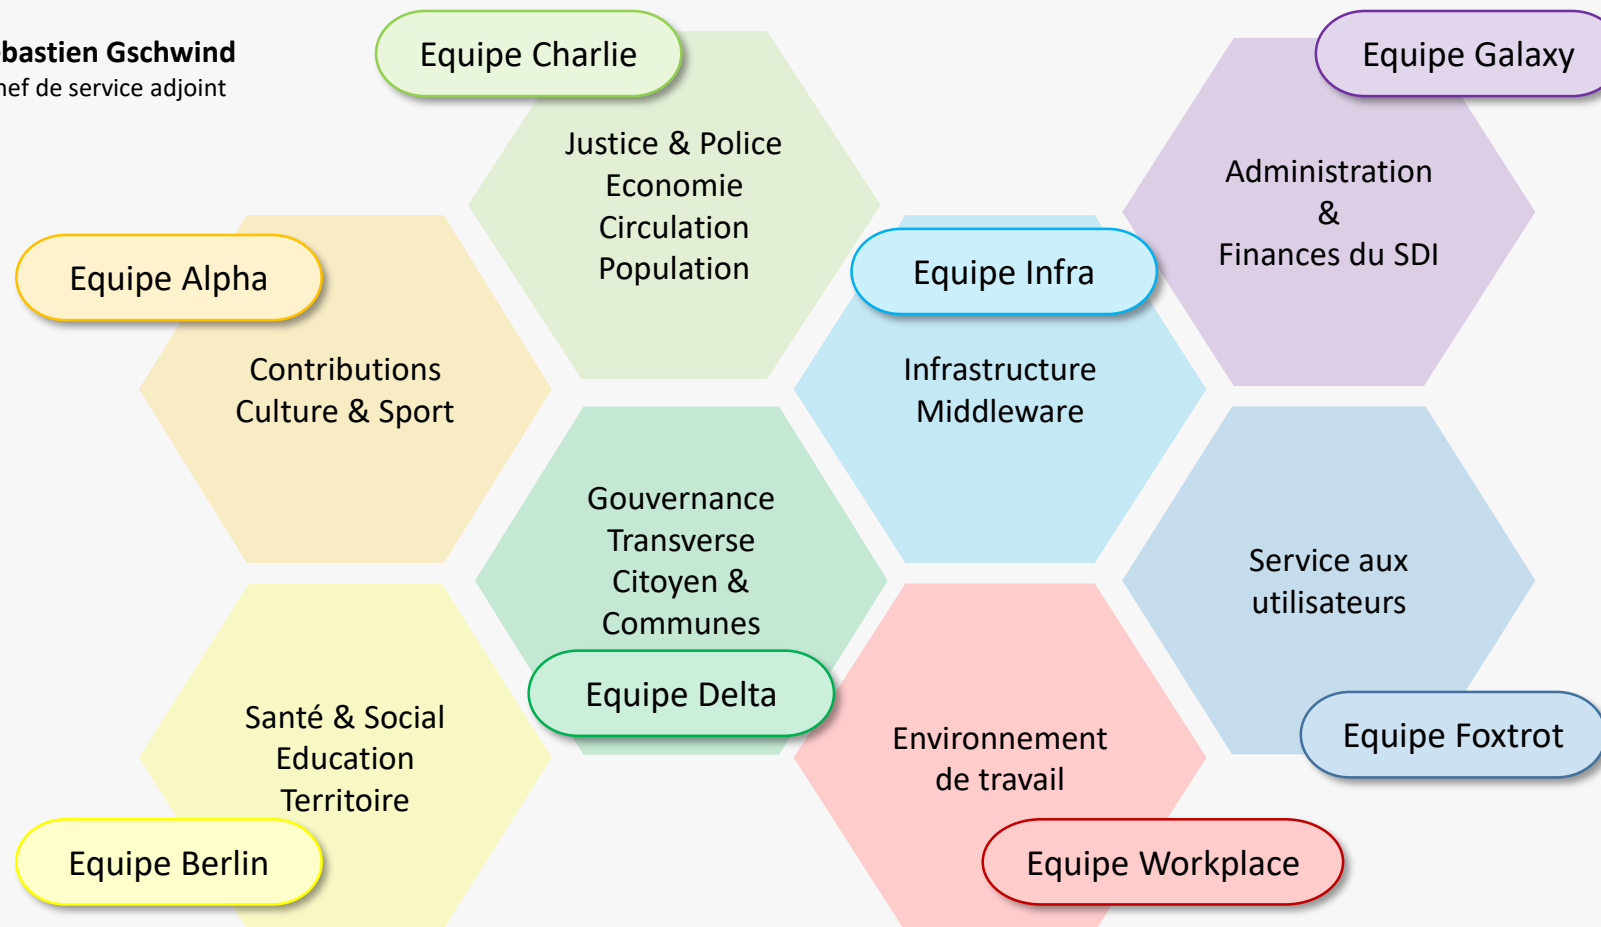 bastien Gschwind
hef de service adjoint
Equipe Charlie
Justice & Police
Economie
Circulation
Population
Equipe Galaxy
Administration
&
Finances du SDI
Equipe Alpha
Contributions
Culture & Sport
Equipe Infra
Infrastructure
Middleware
Gouvernance
Transverse
Citoyen &
Communes
Equipe Delta
Service aux
utilisateurs
Equipe Foxtrot
Santé & Social
Education
Territoire
Equipe Berlin
Environnement
de travail
Equipe Workplace